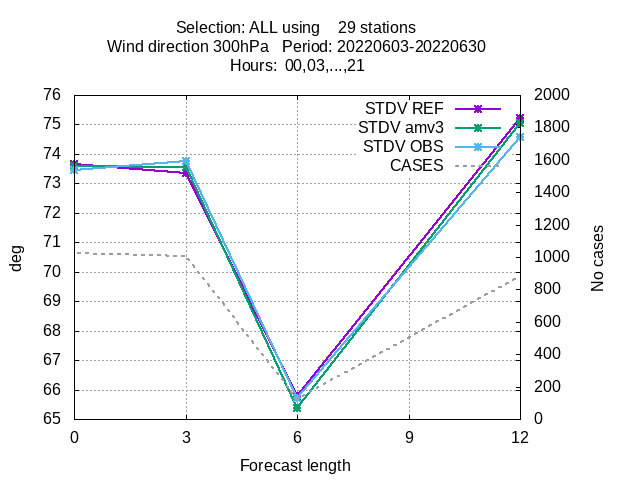 Selection: ALL using    29 stations
Wind direction 300hPa   Period: 20220603-20220630
Hours:  00,03,...,21
76
75
74
73
72
71
70
69
68
67
66
65
2000
1800
1600
1400
1200
1000
800
600
400
200
0
STDV REF
STDV amv3
STDV OBS
CASES
deg
No cases
0 3 6 9 12
Forecast length